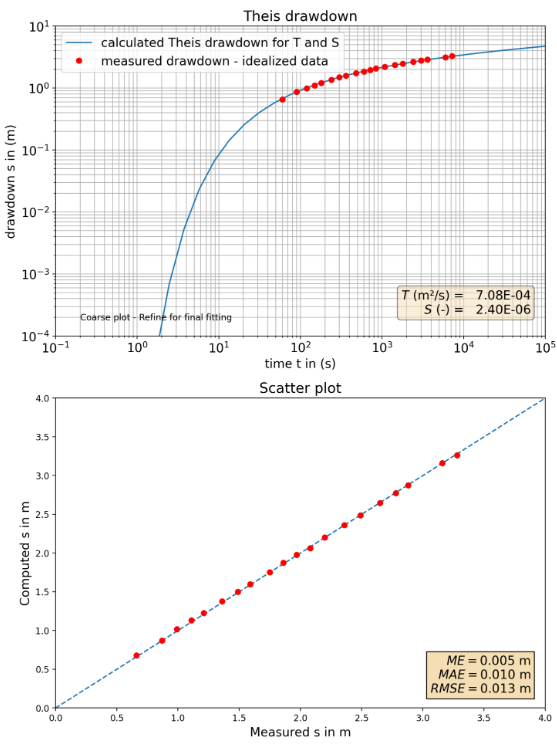 Theis drawdown
10¹
calculated Theis drawdown for T and S
measured drawdown - idealized data
10⁰
10⁻¹
10⁻²
10⁻³
10⁻⁴
drawdown s in (m)
T (m²/s) = 7.08E-04
S (-) = 2.40E-06
Coarse plot - Refine for final fitting
10⁻¹ 10⁰ 10¹ 10² 10³ 10⁴ 10⁵
time t in (s)
Scatter plot
4.0
3.5
3.0
2.5
2.0
1.5
1.0
0.5
0.0
Computed s in m
ME = 0.005 m
MAE = 0.010 m
RMSE = 0.013 m
0.0 0.5 1.0 1.5 2.0 2.5 3.0 3.5 4.0
Measured s in m